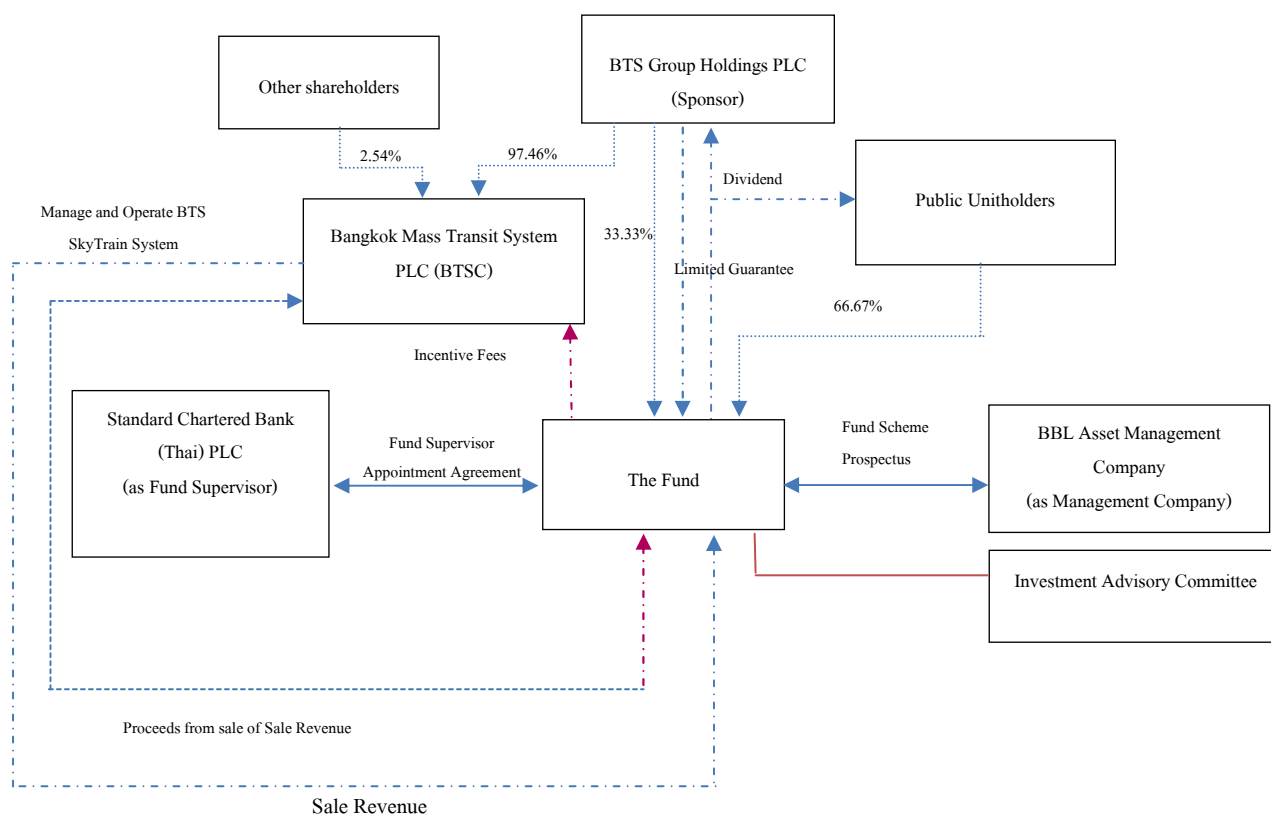 Other shareholders
BTS Group Holdings PLC
(Sponsor)
2.54%
97.46%
Dividend
Public Unitholders
Manage and Operate BTS
SkyTrain System
Bangkok Mass Transit System
PLC (BTSC)
33.33%
Limited Guarantee
66.67%
Incentive Fees
Standard Chartered Bank
(Thai) PLC
(as Fund Supervisor)
Fund Supervisor
Appointment Agreement
The Fund
Fund Scheme
Prospectus
BBL Asset Management
Company
(as Management Company)
Investment Advisory Committee
Proceeds from sale of Sale Revenue
Sale Revenue